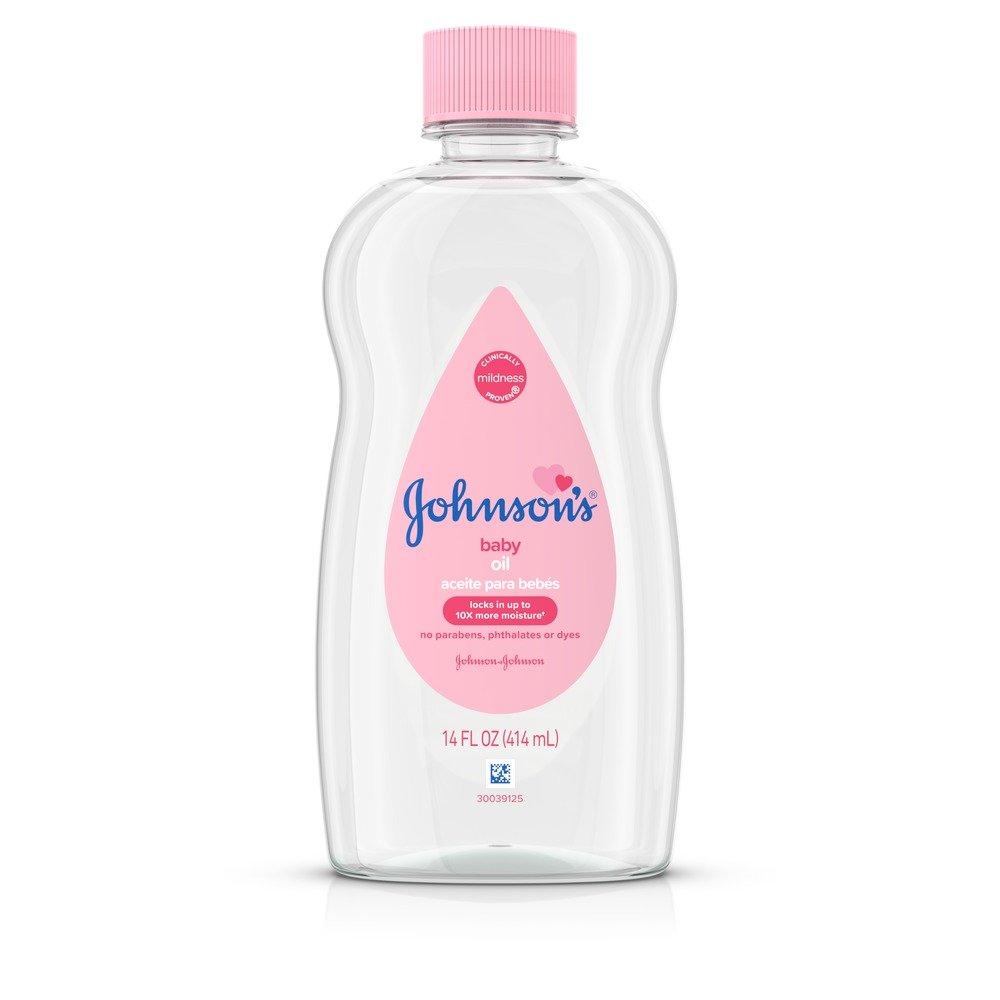 CLINICALLY
mildness
PROVEN®
Johnson's®
baby
oil
aceite para bebés
locks in up to
10X more moisture†
no parabens, phthalates or dyes
Johnson&Johnson
14 FL OZ (414 mL)
30039125